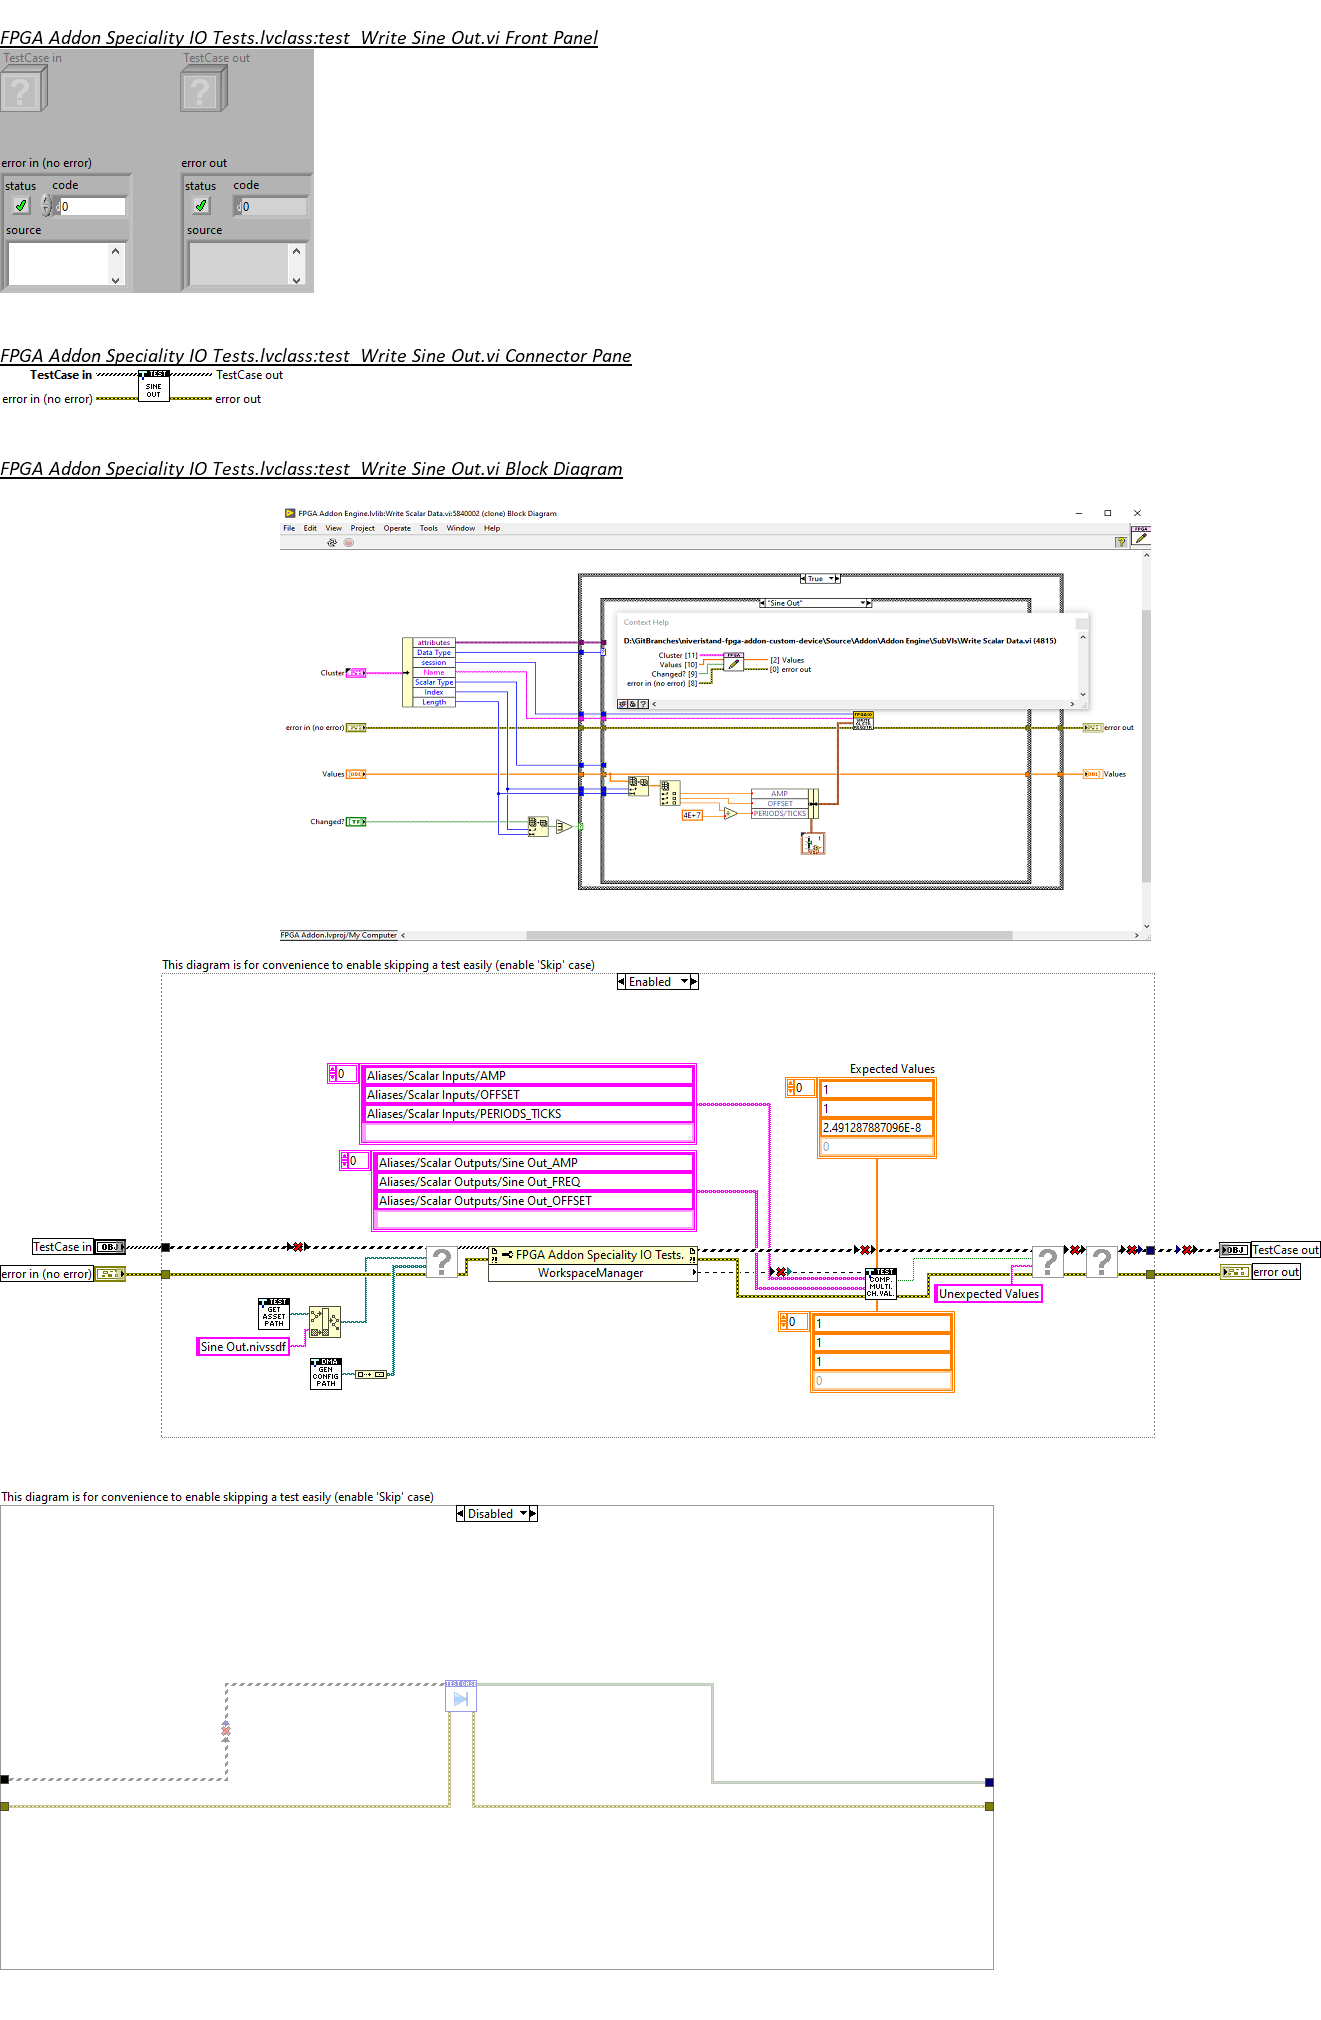 FPGA Addon Speciality IO Tests.lvclass:test_Write Sine Out.vi Front Panel
TestCase in
TestCase out
error in (no error)
error out
status
code
status
code
d0
d0
source
source
FPGA Addon Speciality IO Tests.lvclass:test_Write Sine Out.vi Connector Pane
TestCase in
TEST
SINE
OUT
TestCase out
error in (no error)
error out
FPGA Addon Speciality IO Tests.lvclass:test_Write Sine Out.vi Block Diagram
FPGA Addon Engine.lvlib:Write Scalar Data.vi:5840002 (clone) Block Diagram
File Edit View Project Operate Tools Window Help
FPGA
True
"Sine Out"
Context Help
D:\GitBranches\niveristand-fpga-addon-custom-device\Source\Addon\Addon Engine\SubVIs\Write Scalar Data.vi (4815)
Cluster [11]
Values [10]
Changed? [9]
error in (no error) [8]
FPGA
[2] Values
[0] error out
attributes
Data Type
session
Name
Scalar Type
Index
Length
Cluster
error in (no error)
error out
Values
Values
Changed?
TF
AMP
OFFSET
PERIODS/TICKS
4E+7
FPGA Addon.lvproj/My Computer
This diagram is for convenience to enable skipping a test easily (enable 'Skip' case)
Enabled
0
Aliases/Scalar Inputs/AMP
Aliases/Scalar Inputs/OFFSET
Aliases/Scalar Inputs/PERIODS_TICKS
Expected Values
0
1
1
2.491287887096E-8
0
0
Aliases/Scalar Outputs/Sine Out_AMP
Aliases/Scalar Outputs/Sine Out_FREQ
Aliases/Scalar Outputs/Sine Out_OFFSET
TestCase in
OBJ
error in (no error)
FPGA Addon Speciality IO Tests.
WorkspaceManager
TEST
COMP.
MULTI.
CH.VAL.
Unexpected Values
OBJ
TestCase out
error out
TEST
GET
ASSET
PATH
Sine Out.nivssdf
DMA
GEN
CONFIG
PATH
0
1
1
1
0
This diagram is for convenience to enable skipping a test easily (enable 'Skip' case)
Disabled
TEST CASE